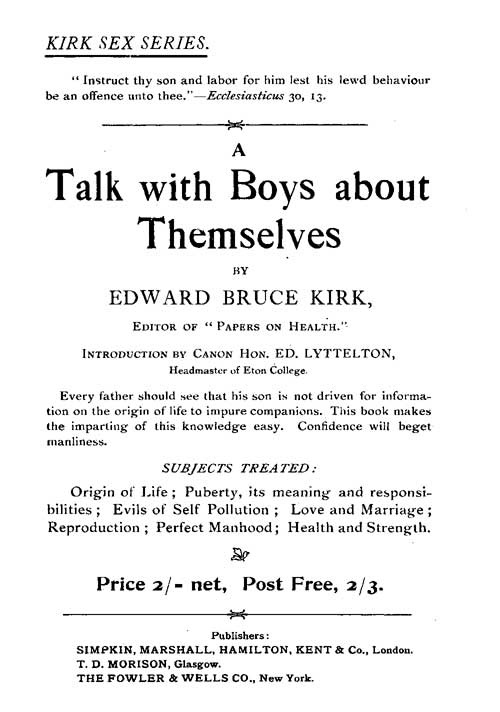 KIRK SEX SERIES.
" Instruct thy son and labor for him lest his lewd behaviour
be an offence unto thee."—Ecclesiasticus 30, 13.
A
Talk with Boys about
Themselves
BY
EDWARD BRUCE KIRK,
EDITOR OF " PAPERS ON HEALTH."
INTRODUCTION BY CANON HON. ED. LYTTELTON,
Headmaster of Eton College.
Every father should see that his son is not driven for informa-
tion on the origin of life to impure companions. This book makes
the imparting of this knowledge easy. Confidence will beget
manliness.
SUBJECTS TREATED:
Origin of Life ; Puberty, its meaning and responsi-
bilities ; Evils of Self Pollution ; Love and Marriage ;
Reproduction ; Perfect Manhood ; Health and Strength.
Price 2/- net, Post Free, 2/3.
Publishers:
SIMPKIN, MARSHALL, HAMILTON, KENT & Co., London.
T. D. MORISON, Glasgow.
THE FOWLER & WELLS CO., New York.